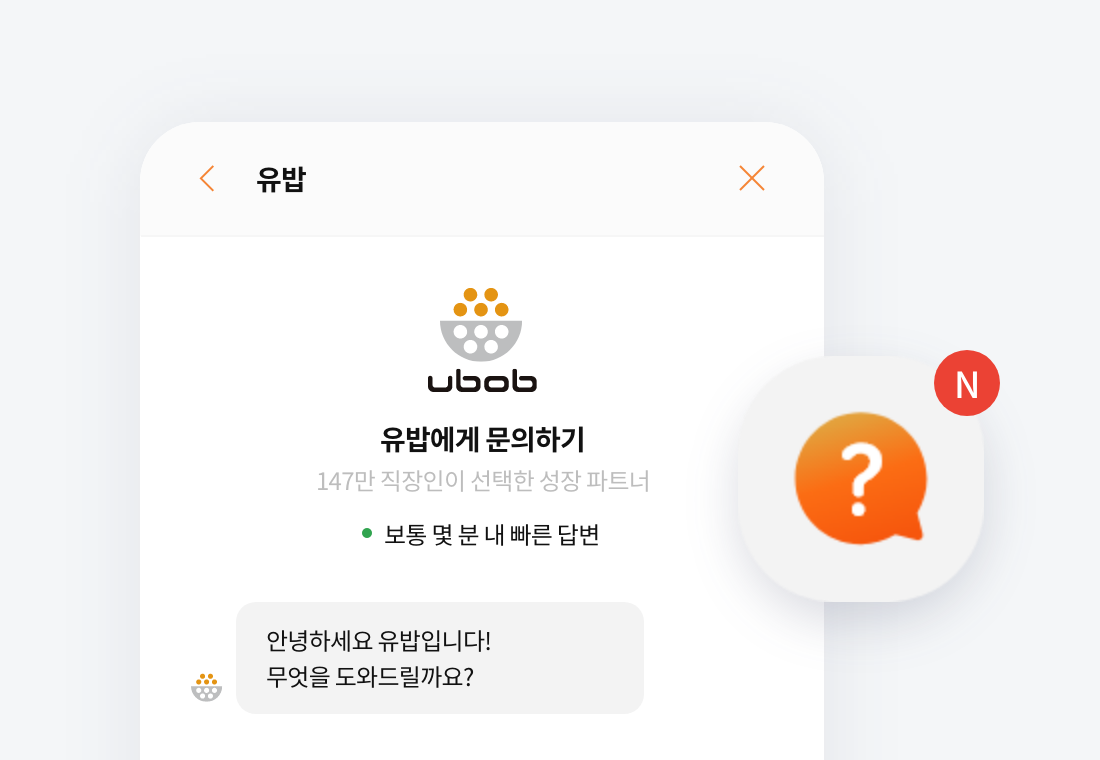 유밥
ubob
유밥에게 문의하기
147만 직장인이 선택한 성장 파트너
보통 몇 분 내 빠른 답변
N
?
안녕하세요 유밥입니다!
무엇을 도와드릴까요?